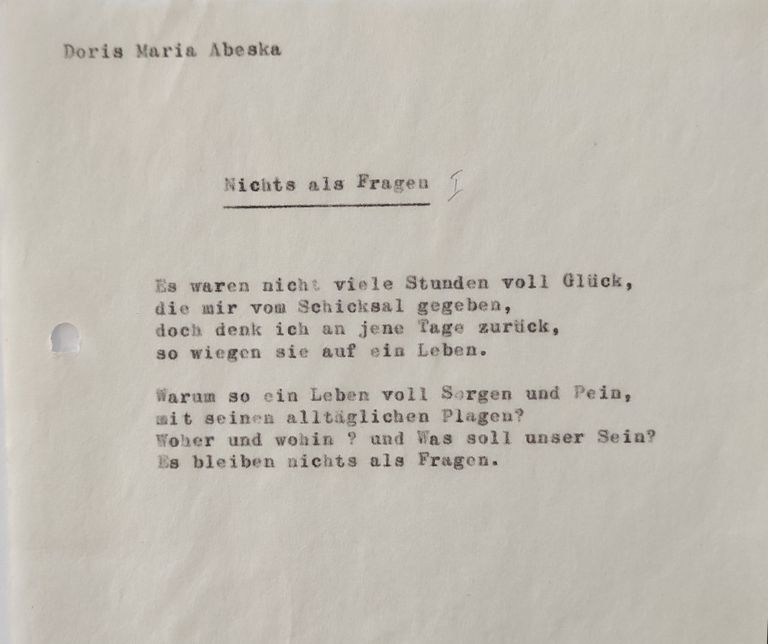 Doris Maria Abeska
Nichts als Fragen I
Es waren nicht viele Stunden voll Glück,
die mir vom Schicksal gegeben,
doch denk ich an jene Tage zurück,
so wiegen sie auf ein Leben.
Warum so ein Leben voll Sorgen und Pein,
mit seinen alltäglichen Plagen?
Woher und wohin ? und Was soll unser Sein?
Es bleiben nichts als Fragen.